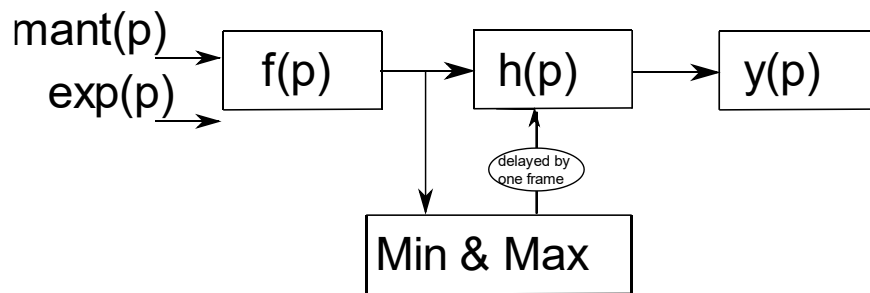 mant(p)
exp(p)
f(p)
h(p)
y(p)
delayed by
one frame
Min & Max